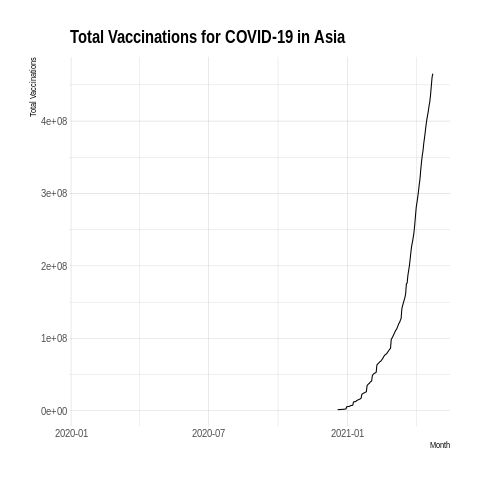 Total Vaccinations for COVID-19 in Asia
Total Vaccinations
4e+08
3e+08
2e+08
1e+08
0e+00
2020-01 2020-07 2021-01
Month